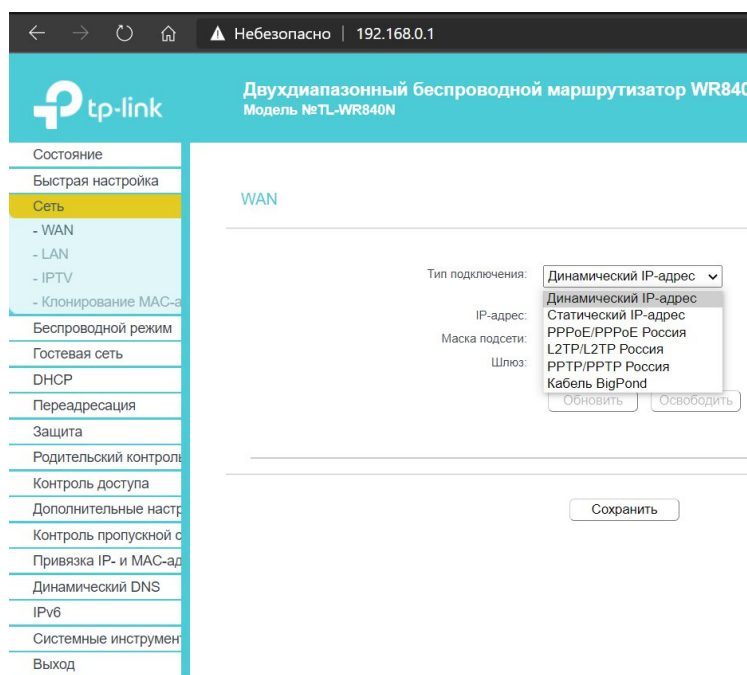 Небезопасно | 192.168.0.1
tp-link
Двухдиапазонный беспроводной маршрутизатор WR840
Модель №TL-WR840N
Состояние
Быстрая настройка
Сеть
- WAN
- LAN
- IPTV
- Клонирование MAC-а
Беспроводной режим
Гостевая сеть
DHCP
Переадресация
Защита
Родительский контроль
Контроль доступа
Дополнительные настр
Контроль пропускной с
Привязка IP- и MAC-ад
Динамический DNS
IPv6
Системные инструмен
Выход
WAN
Тип подключения: Динамический IP-адрес
Динамический IP-адрес
IP-адрес: Статический IP-адрес
Маска подсети: PPPoE/PPPoE Россия
L2TP/L2TP Россия
Шлюз: PPTP/PPTP Россия
Кабель BigPond
Обновить Освободить
Сохранить